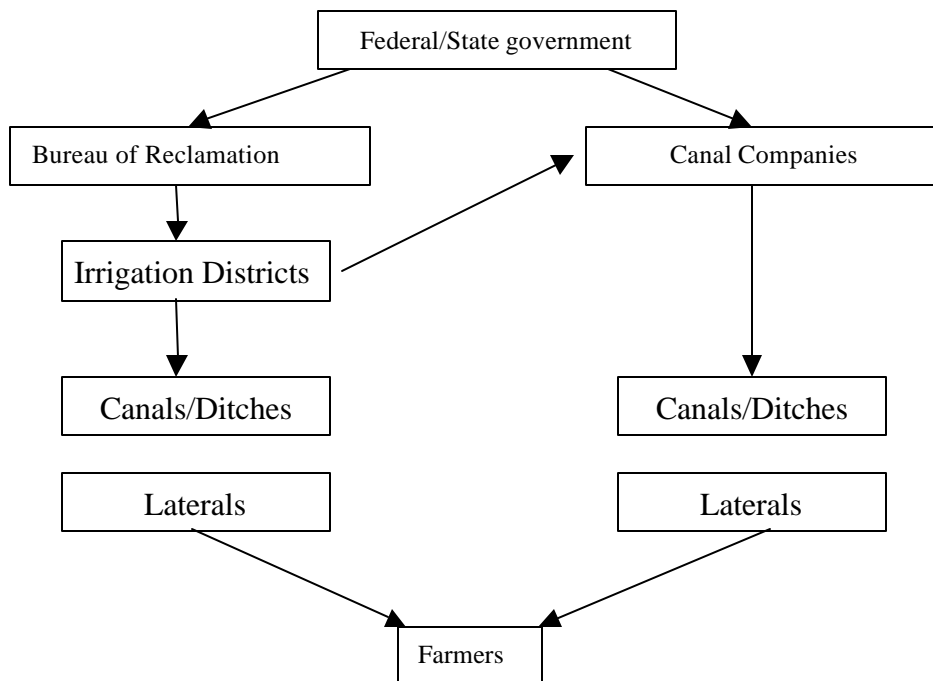 Federal/State government
Bureau of Reclamation
Canal Companies
Irrigation Districts
Canals/Ditches
Canals/Ditches
Laterals
Laterals
Farmers